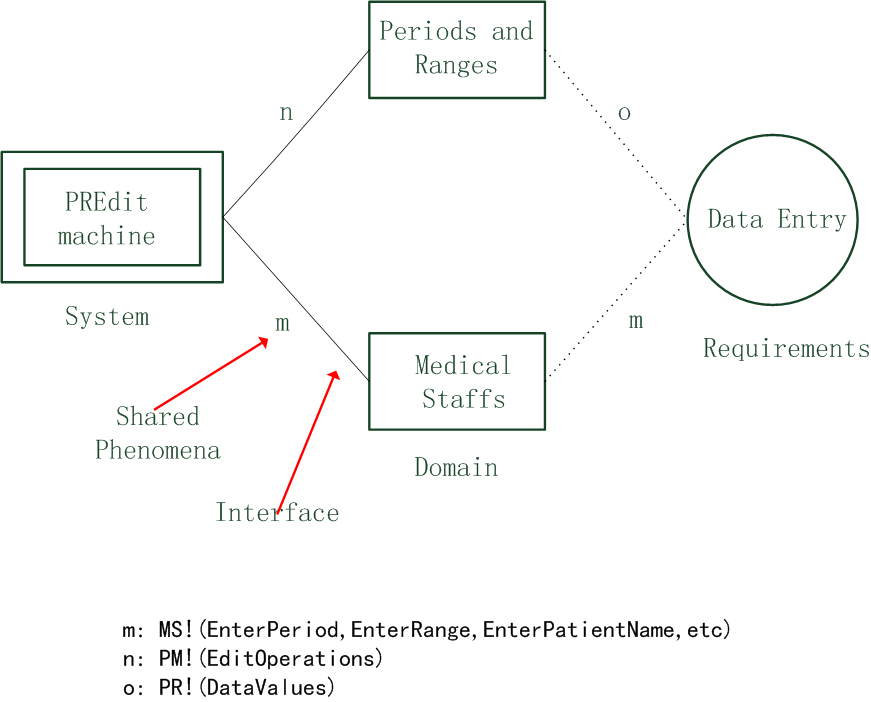 Periods and
Ranges
n
o
PREdit
machine
Data Entry
System
m
m
Requirements
Medical
Staffs
Shared
Phenomena
Domain
Interface
m: MS!(EnterPeriod,EnterRange,EnterPatientName,etc)
n: PM!(EditOperations)
o: PR!(DataValues)